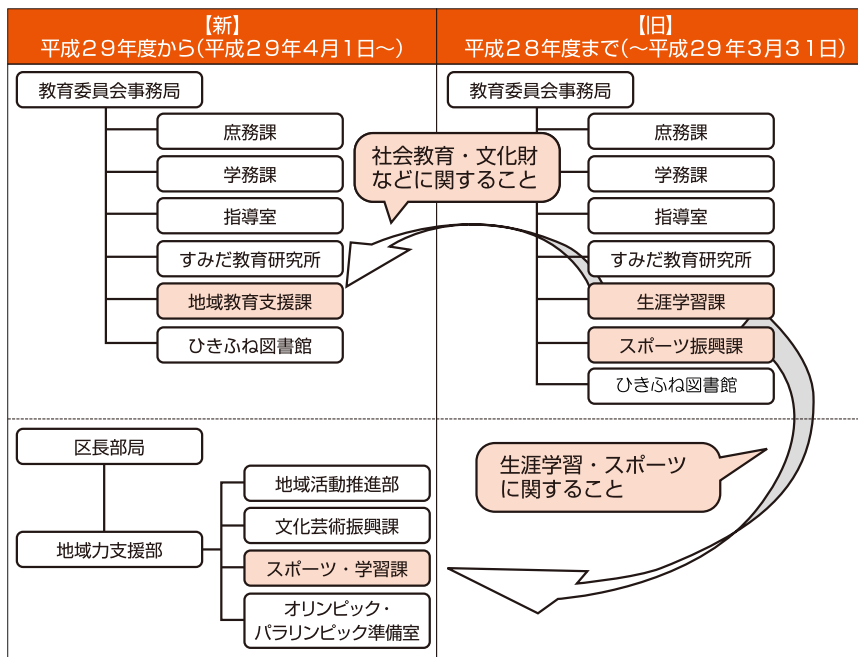 【新】
平成29年度から(平成29年4月1日～)
教育委員会事務局
庶務課
学務課
指導室
すみだ教育研究所
地域教育支援課
ひきふね図書館
【旧】
平成28年度まで(～平成29年3月31日)
教育委員会事務局
庶務課
学務課
指導室
すみだ教育研究所
生涯学習課
スポーツ振興課
ひきふね図書館
社会教育・文化財
などに関すること
区長部局
地域力支援部
地域活動推進部
文化芸術振興課
スポーツ・学習課
オリンピック・
パラリンピック準備室
生涯学習・スポーツ
に関すること